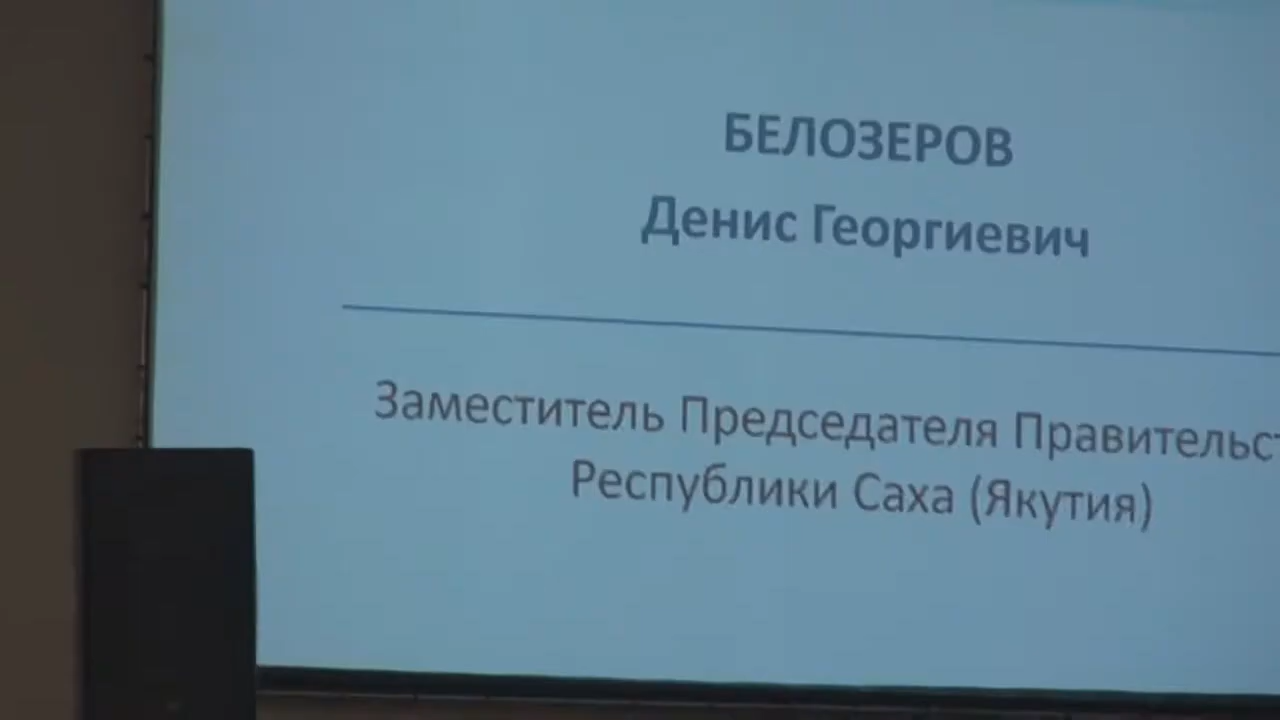 БЕЛОЗЕРОВ
Денис Георгиевич
Заместитель Председателя
Республики Саха (Якутия)